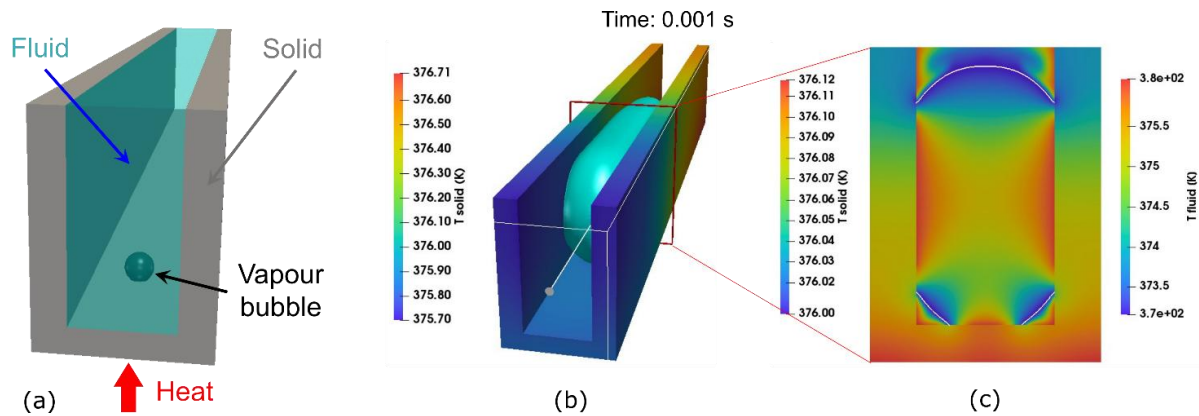 Time: 0.001 s
Fluid
Solid
Vapour
bubble
Heat
(a)
376.71
376.60
376.50
376.40
376.30
376.20
376.10
376.00
375.90
375.80
375.70
T solid (K)
(b)
376.12
376.11
376.10
376.09
376.08
376.07
376.06
376.05
376.04
376.03
376.02
376.00
T solid (K)
3.8e+02
375.5
375
374.5
374
3.7e+02
T fluid (K)
(c)